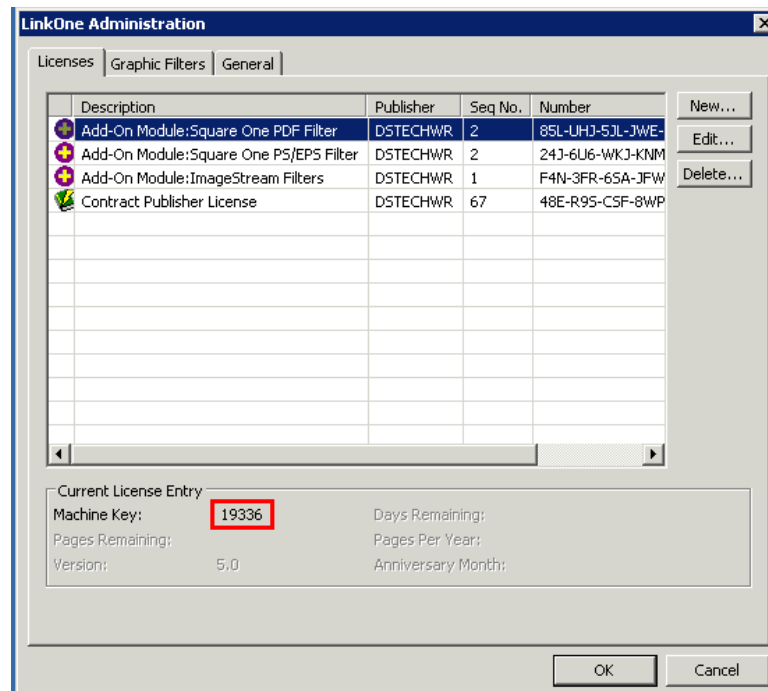 LinkOne Administration
Licenses Graphic Filters General
Description Publisher Seq No. Number
Add-On Module:Square One PDF Filter DSTECHWR 2 85L-UHJ-5JL-JWE-
Add-On Module:Square One PS/EPS Filter DSTECHWR 2 24J-6U6-WKJ-KNM
Add-On Module:ImageStream Filters DSTECHWR 1 F4N-3FR-6SA-JFW
Contract Publisher License DSTECHWR 67 48E-R9S-CSF-8WP
New...
Edit...
Delete...
Current License Entry
Machine Key: 19336 Days Remaining:
Pages Remaining: Pages Per Year:
Version: 5.0 Anniversary Month:
OK Cancel